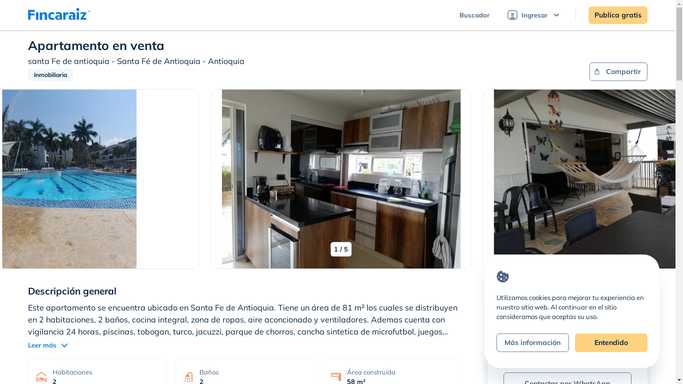 Fincaraiz
Buscador
Ingresar
Publica gratis
Apartamento en venta
santa Fe de antioquia - Santa Fé de Antioquia - Antioquia
Inmobiliaria
Compartir
1 / 5
Descripción general
Este apartamento se encuentra ubicado en Santa Fe de Antioquia. Tiene un área de 81 m² los cuales se distribuyen
en 2 habitaciones, 2 baños, cocina integral, zona de ropas, aire aconcionado y ventiladores. Ademas cuenta con
vigilancia 24 horas, piscinas, tobogan, turco, jacuzzi, parque de chorros, cancha sintetica de microfutbol, juegos...
Leer más
Habitaciones
2
Baños
2
Área construida
58 m²
Utilizamos cookies para mejorar tu experiencia en
nuestro sitio web. Al continuar en el sitio
consideramos que aceptas su uso.
Más información
Entendido
Contactar por WhatsApp